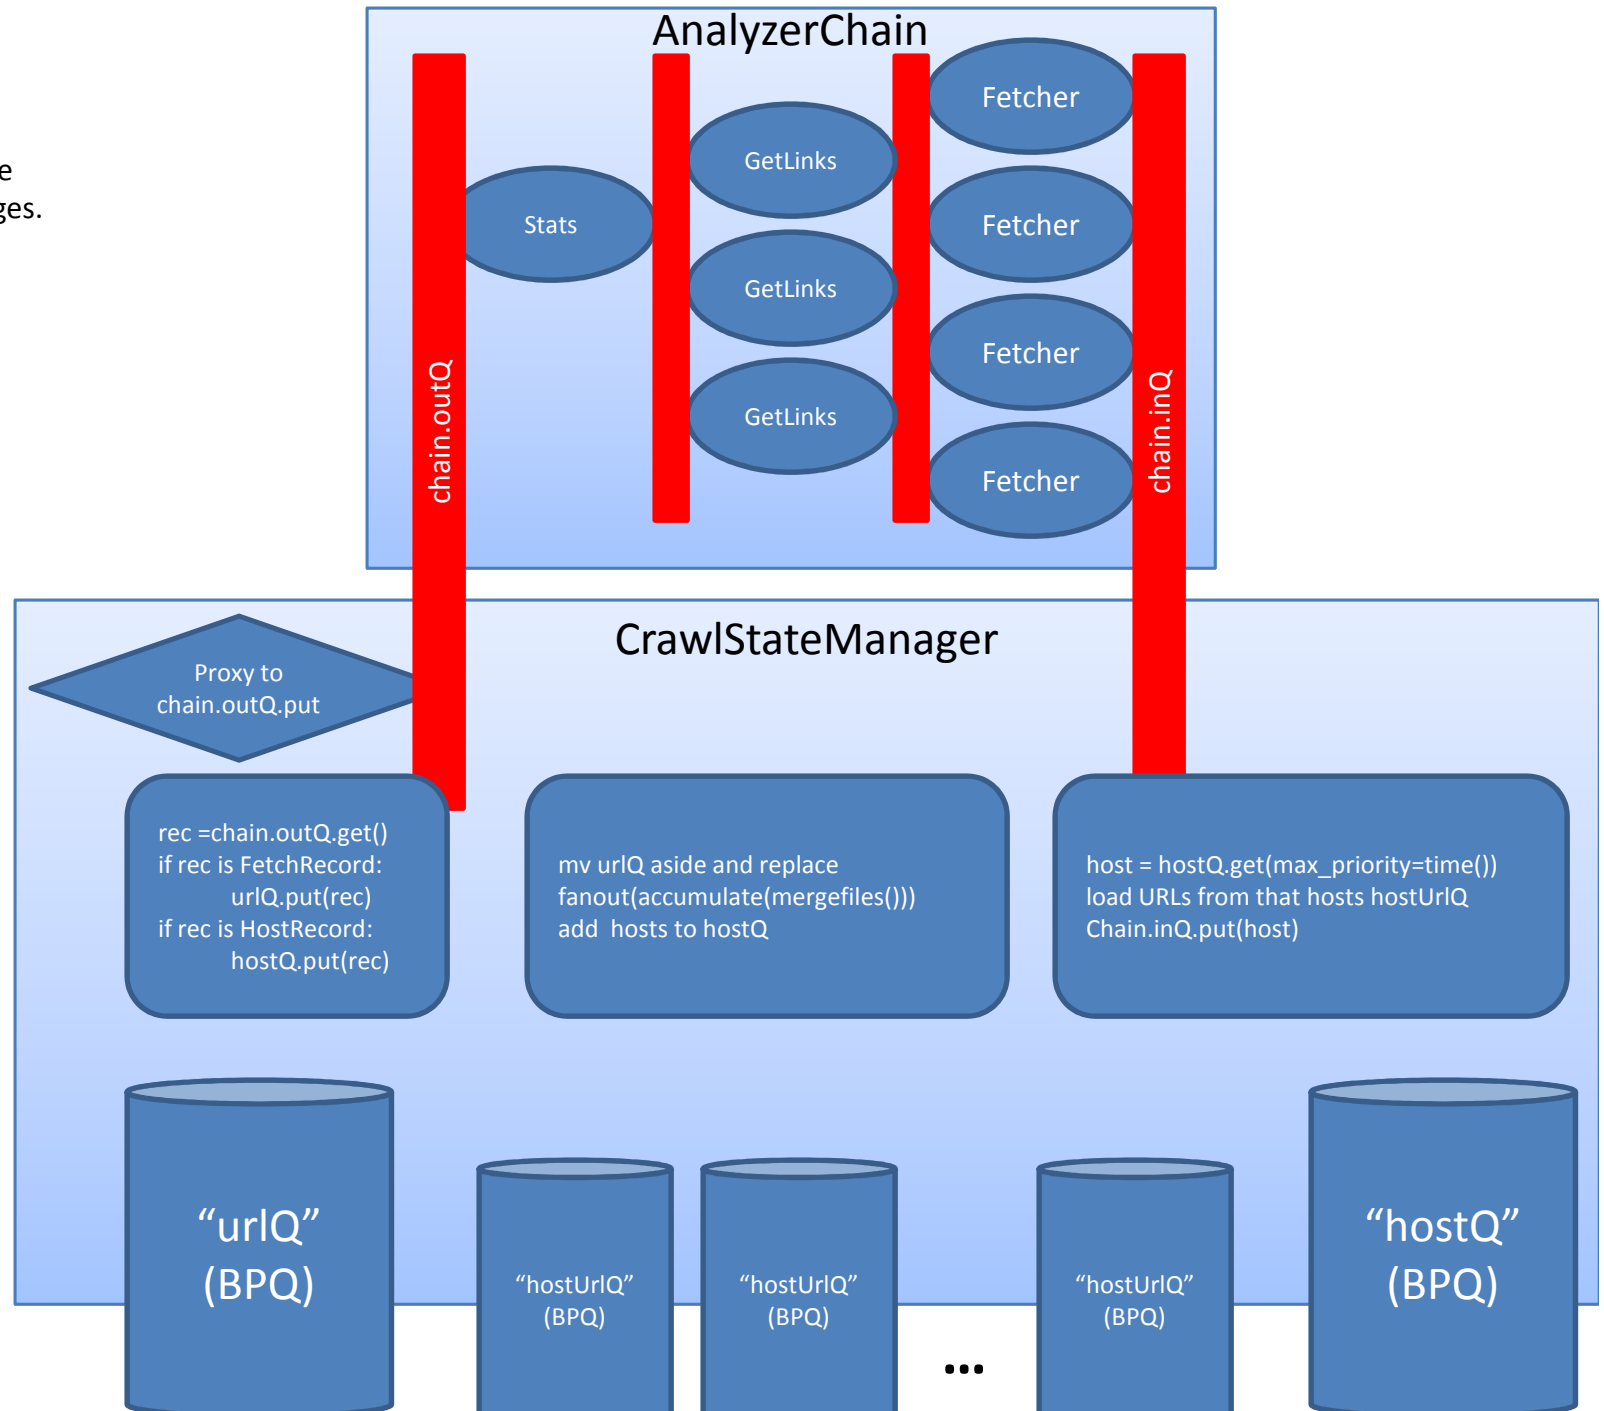 AnalyzerChain
Fetcher
GetLinks
Fetcher
Stats
GetLinks
Fetcher
GetLinks
Fetcher
chain.outQ
chain.inQ
ges.
CrawlStateManager
Proxy to
chain.outQ.put
rec =chain.outQ.get()
if rec is FetchRecord:
urlQ.put(rec)
if rec is HostRecord:
hostQ.put(rec)
mv urlQ aside and replace
fanout(accumulate(mergefiles()))
add hosts to hostQ
host = hostQ.get(max_priority=time())
load URLs from that hosts hostUrlQ
Chain.inQ.put(host)
“urlQ”
(BPQ)
“hostUrlQ”
(BPQ)
“hostUrlQ”
(BPQ)
...
“hostUrlQ”
(BPQ)
“hostQ”
(BPQ)